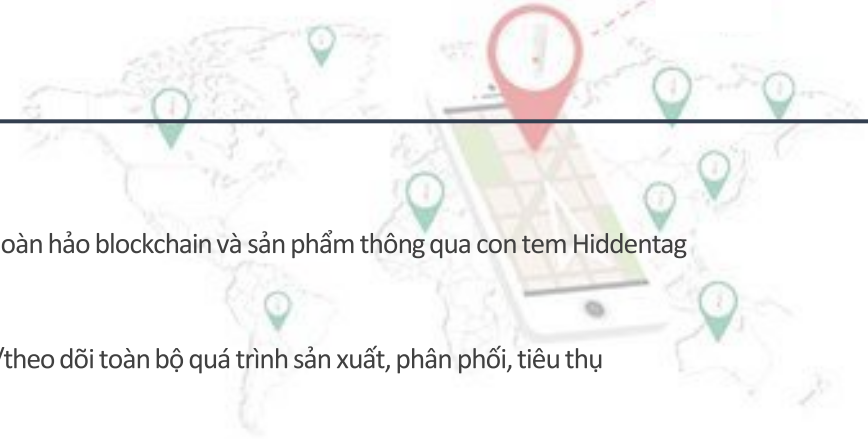 oàn hảo blockchain và sản phẩm thông qua con tem Hiddentag
/theo dõi toàn bộ quá trình sản xuất, phân phối, tiêu thụ